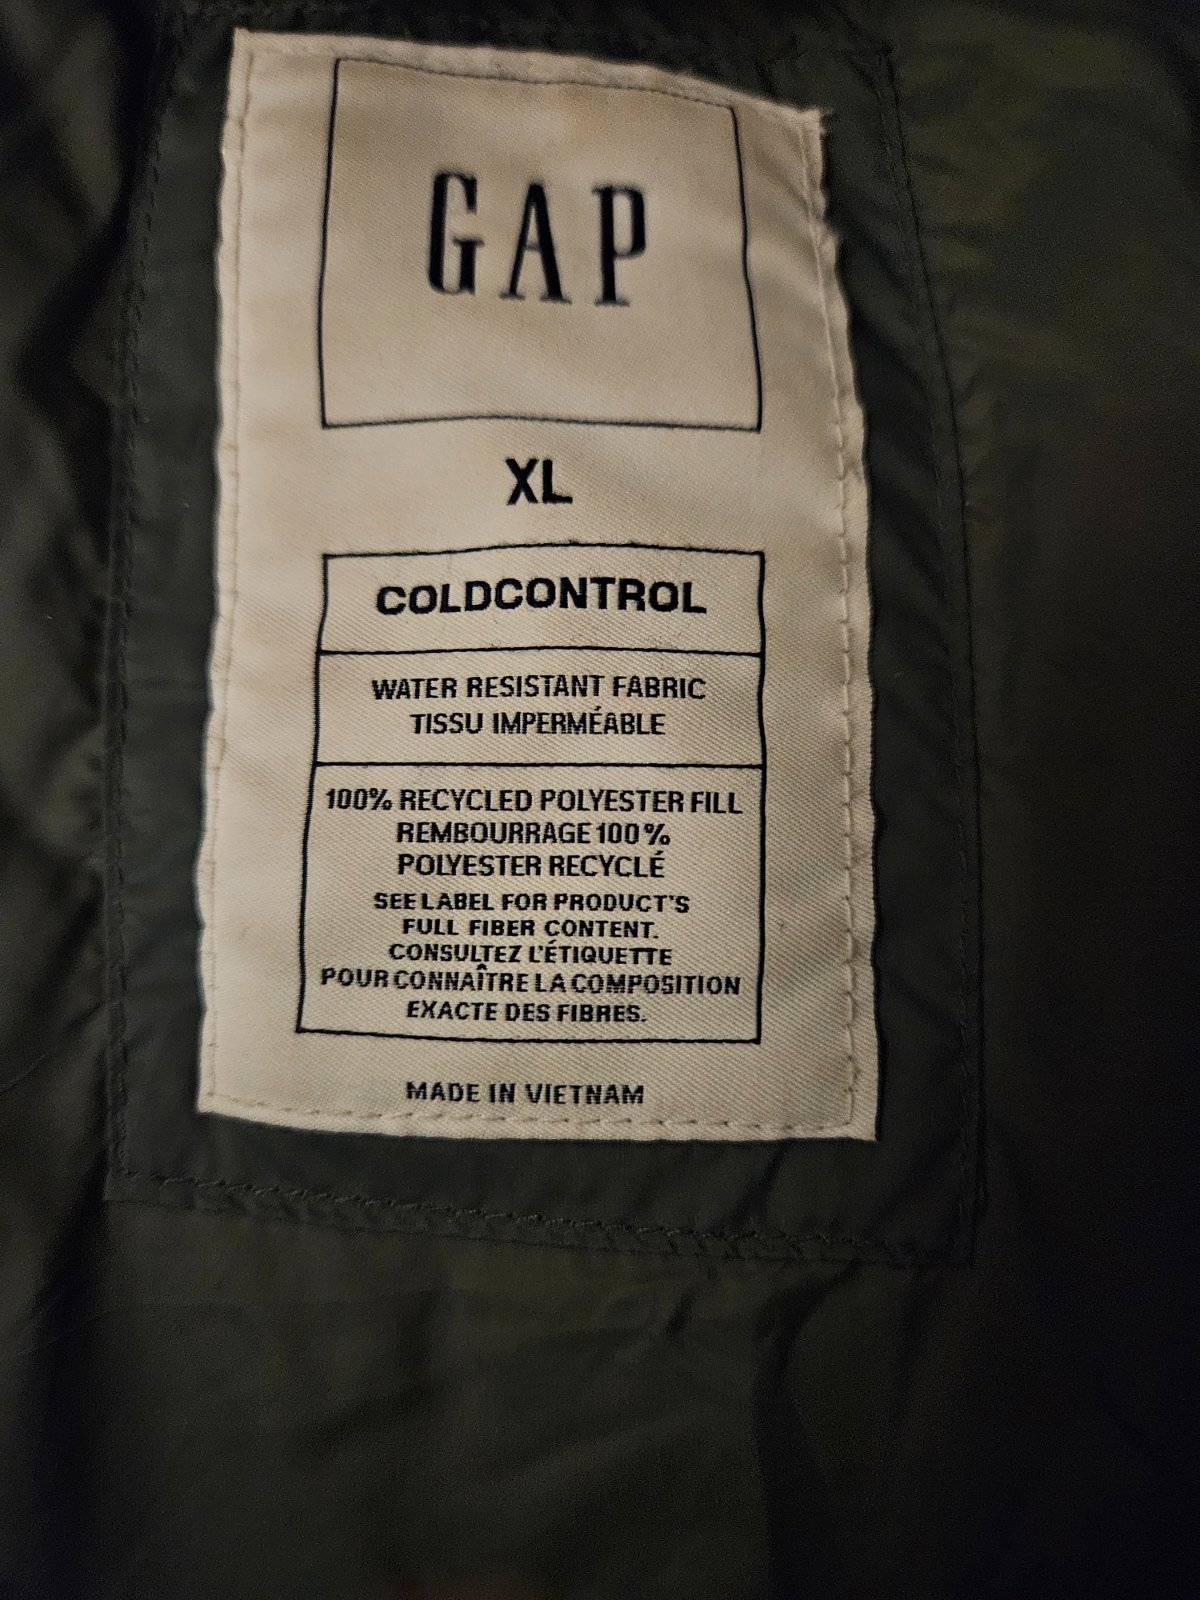 GAP
XL
COLDCONTROL
WATER RESISTANT FABRIC
TISSU IMPERMÉABLE
100% RECYCLED POLYESTER FILL
REMBOURRAGE 100%
POLYESTER RECYCLÉ
SEE LABEL FOR PRODUCT'S
FULL FIBER CONTENT.
CONSULTEZ L'ÉTIQUETTE
POUR CONNAÎTRE LA COMPOSITION
EXACTE DES FIBRES.
MADE IN VIETNAM